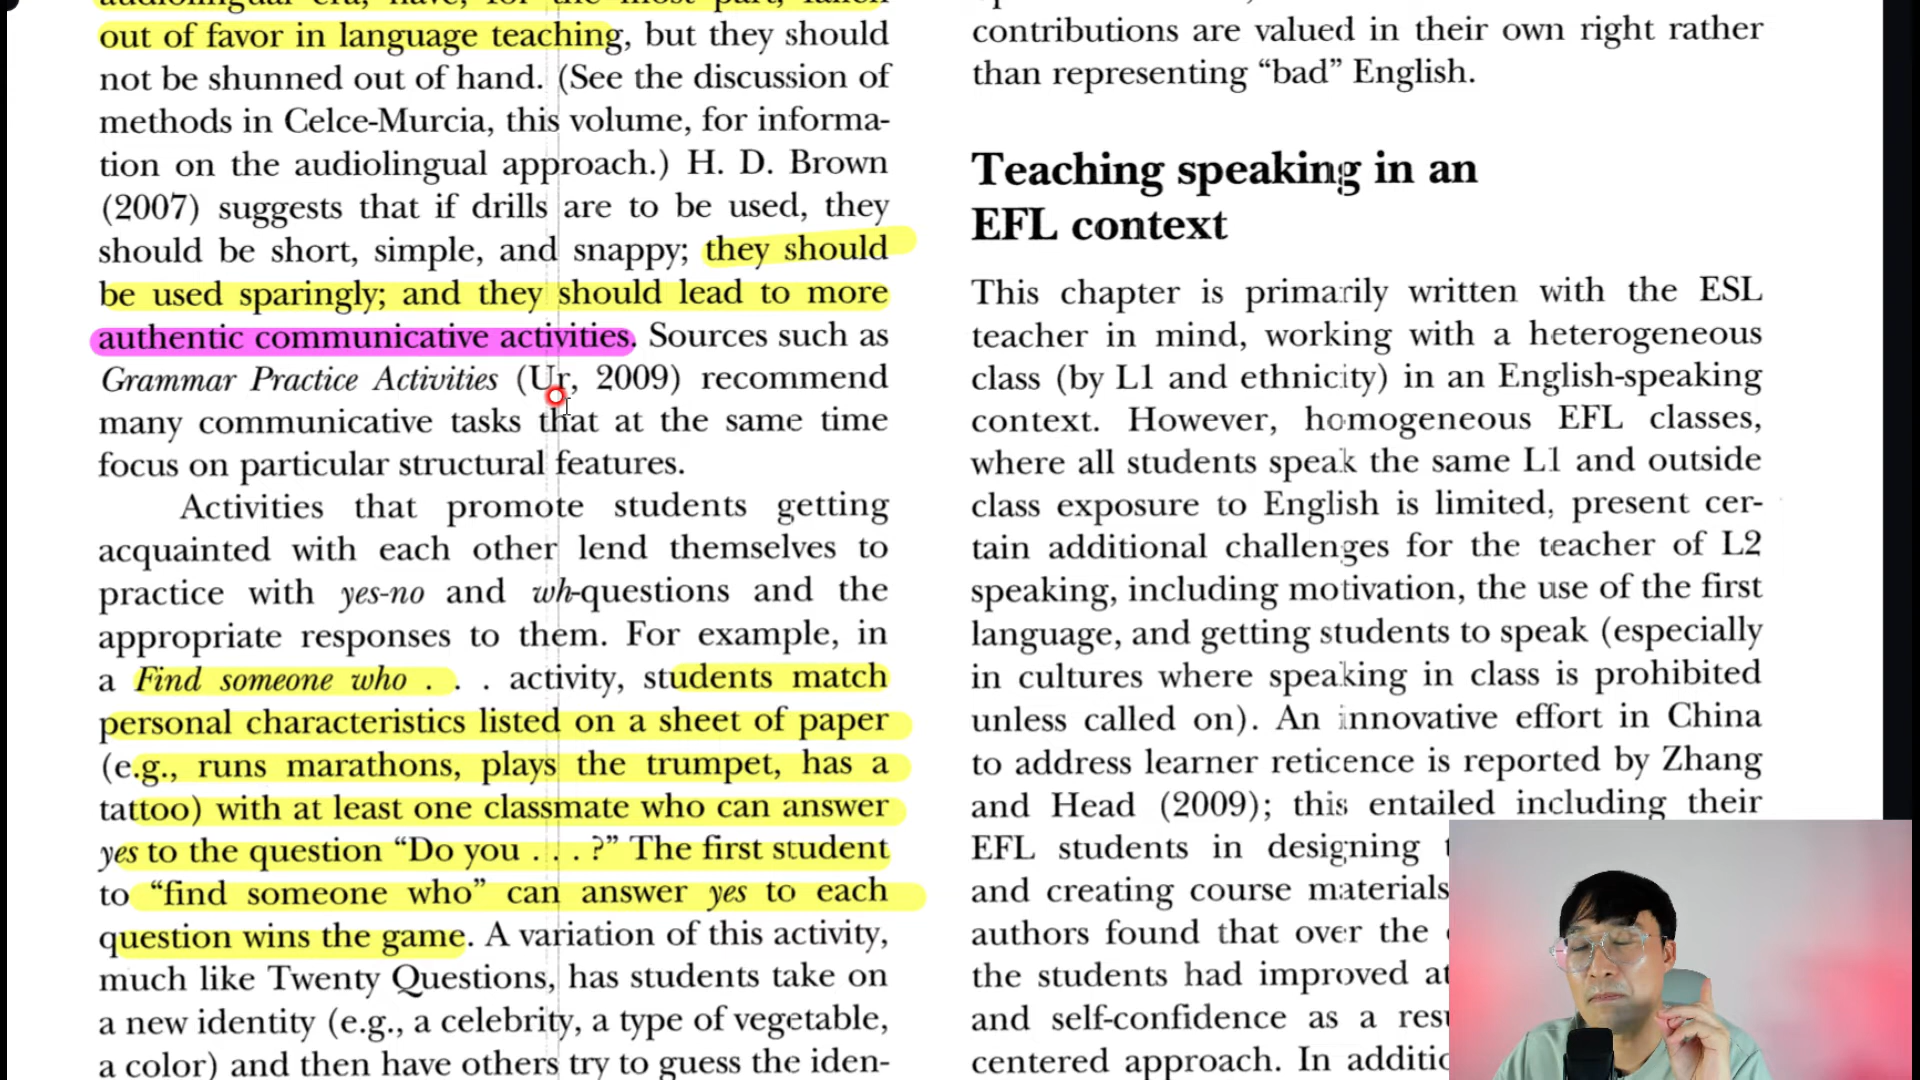 out of favor in language teaching, but they should
not be shunned out of hand. (See the discussion of
methods in Celce-Murcia, this volume, for informa-
tion on the audiolingual approach.) H. D. Brown
(2007) suggests that if drills are to be used, they
should be short, simple, and snappy; they should
be used sparingly; and they should lead to more
authentic communicative activities. Sources such as
Grammar Practice Activities (Ur, 2009) recommend
many communicative tasks that at the same time
focus on particular structural features.
Activities that promote students getting
acquainted with each other lend themselves to
practice with yes-no and wh-questions and the
appropriate responses to them. For example, in
a Find someone who . . . activity, students match
personal characteristics listed on a sheet of paper
(e.g., runs marathons, plays the trumpet, has a
tattoo) with at least one classmate who can answer
yes to the question “Do you . . . ?” The first student
to “find someone who” can answer yes to each
question wins the game. A variation of this activity,
much like Twenty Questions, has students take on
a new identity (e.g., a celebrity, a type of vegetable,
a color) and then have others try to guess the iden-
contributions are valued in their own right rather
than representing “bad” English.
Teaching speaking in an
EFL context
This chapter is primarily written with the ESL
teacher in mind, working with a heterogeneous
class (by L1 and ethnicity) in an English-speaking
context. However, homogeneous EFL classes,
where all students speak the same L1 and outside
class exposure to English is limited, present cer-
tain additional challenges for the teacher of L2
speaking, including motivation, the use of the first
language, and getting students to speak (especially
in cultures where speaking in class is prohibited
unless called on). An innovative effort in China
to address learner reticence is reported by Zhang
and Head (2009); this entailed including their
EFL students in designing
and creating course materials
authors found that over the
the students had improved
and self-confidence as a
centered approach. In